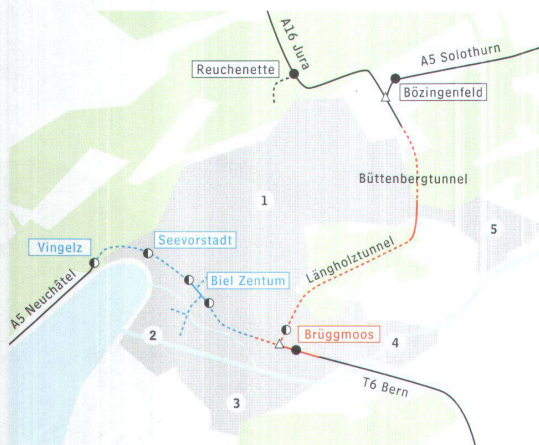 A16 Jura
A5 Solothurn
Reuchenette
Bözingenfeld
Büttenbergtunnel
1
5
Seevorstadt
Vingelz
Längholztunnel
Biel Zentum
A5 Neuchâtel
Brüggmoos
2
4
T6 Bern
3